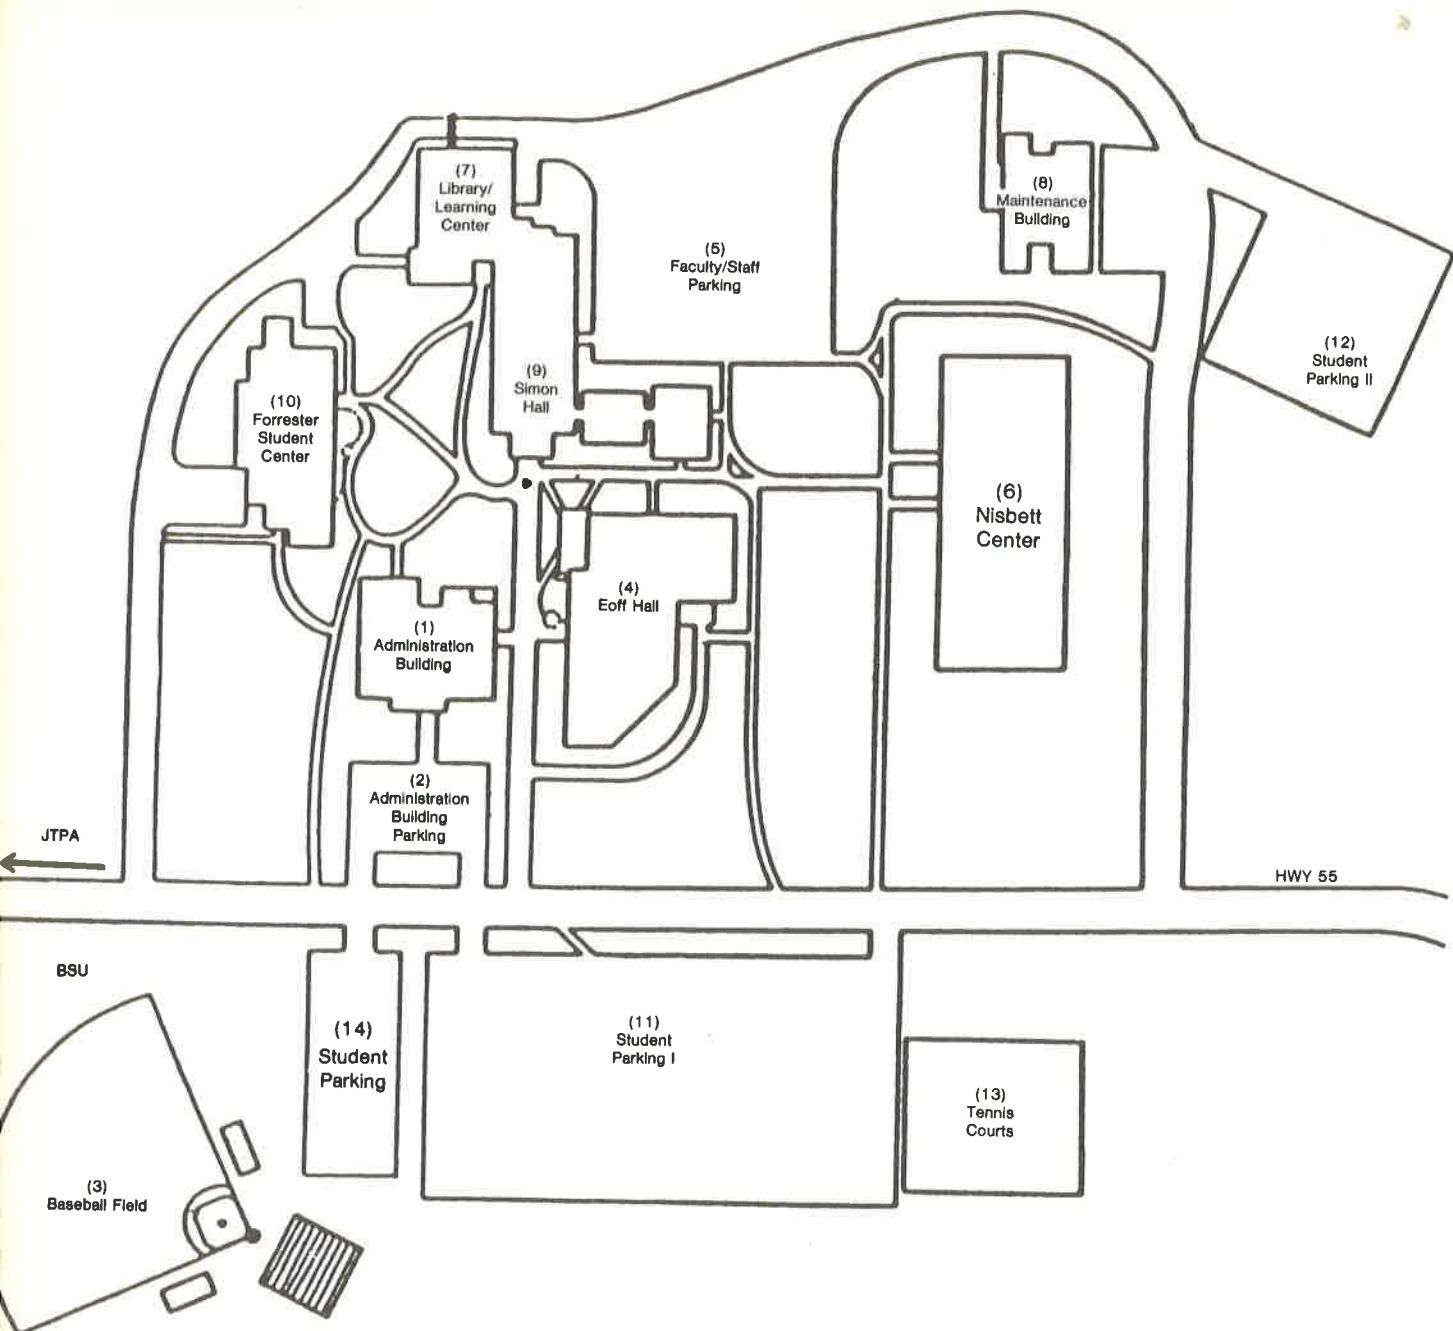 (7)
Library/
Learning
Center
(8)
Maintenance
Building
(5)
Faculty/Staff
Parking
(12)
Student
Parking II
(9)
Simon
Hall
(10)
Forrester
Student
Center
(6)
Nisbett
Center
(4)
Eoff Hall
(1)
Administration
Building
(2)
Administration
Building
Parking
JTPA
HWY 55
BSU
(14)
Student
Parking
(11)
Student
Parking I
(13)
Tennis
Courts
(3)
Baseball Field